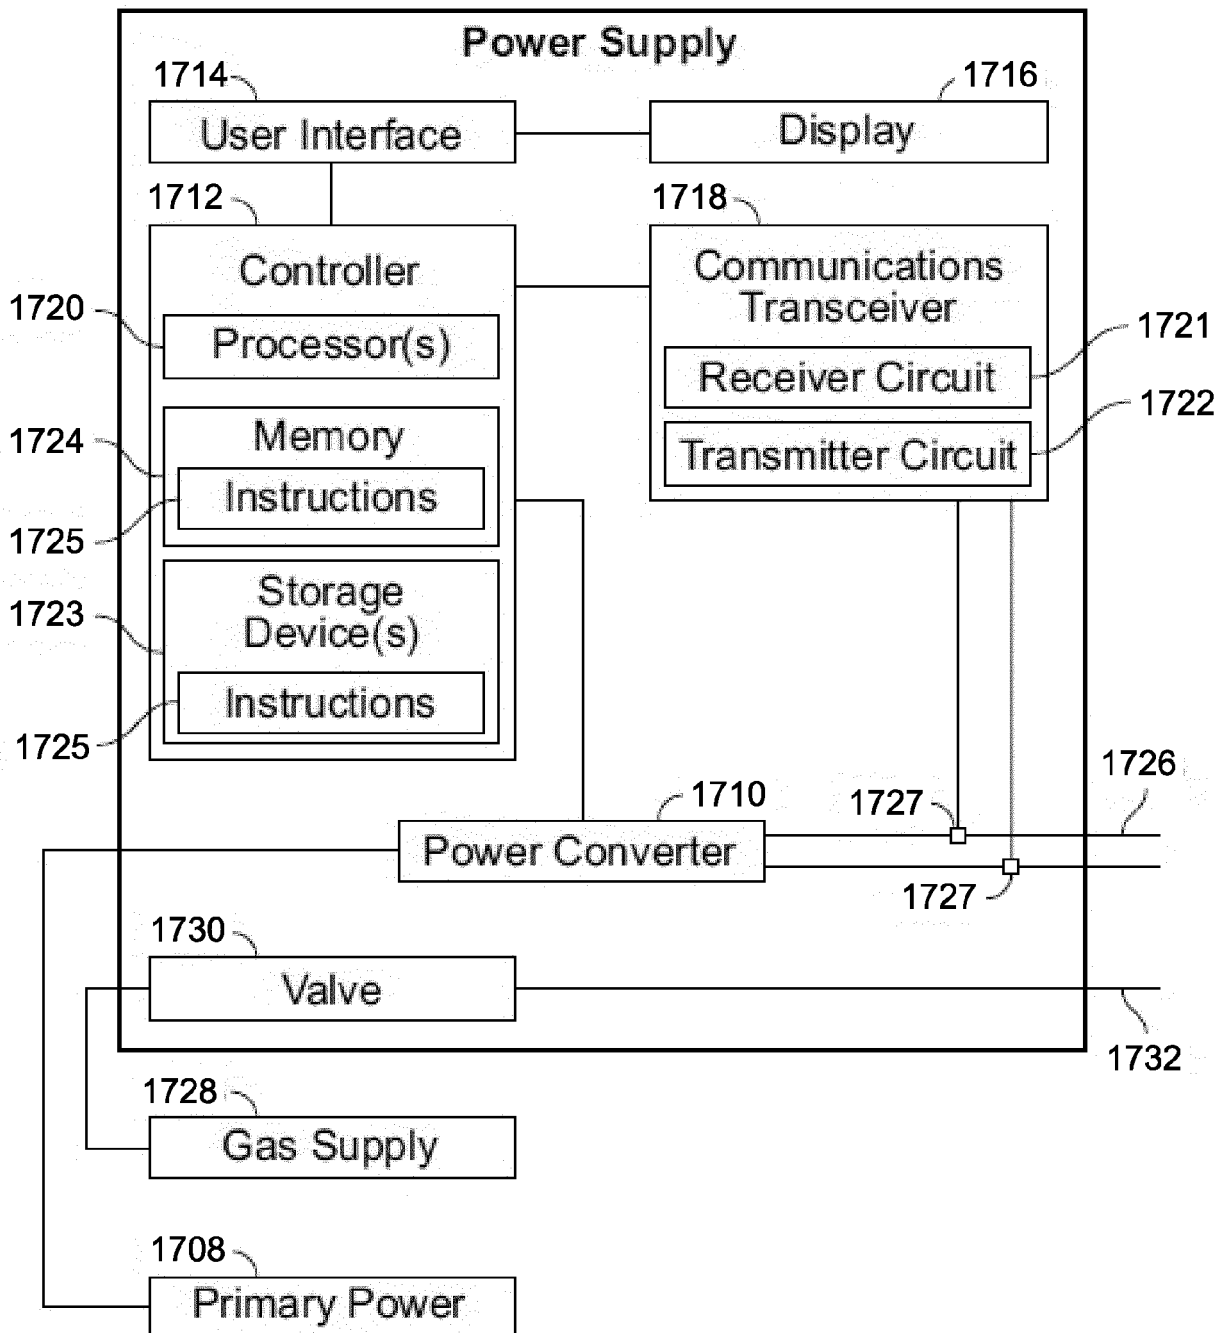 Power Supply
1714
1716
User Interface
Display
1712
1718
Controller
Communications
Transceiver
1720
Processor(s)
1721
Receiver Circuit
1722
1724
Memory
Transmitter Circuit
Instructions
1725
Storage
Device(s)
1723
Instructions
1725
1726
1710
1727
Power Converter
1727
1730
Valve
1732
1728
Gas Supply
1708
Primary Power